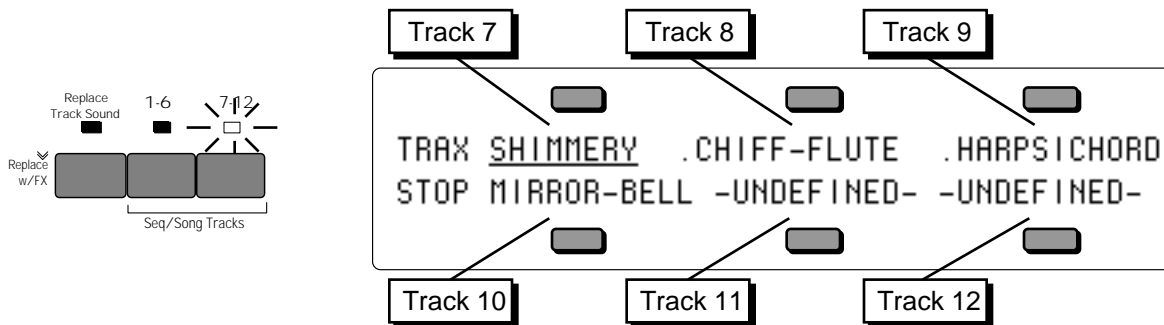 Track 7
Track 8
Track 9
Replace
Track Sound
1-6
7-12
Replace
w/FX
Seq/Song Tracks
TRAX SHIMMERY .CHIFF-FLUTE .HARPSICHORD
STOP MIRROR-BELL -UNDEFINED- -UNDEFINED-
Track 10
Track 11
Track 12